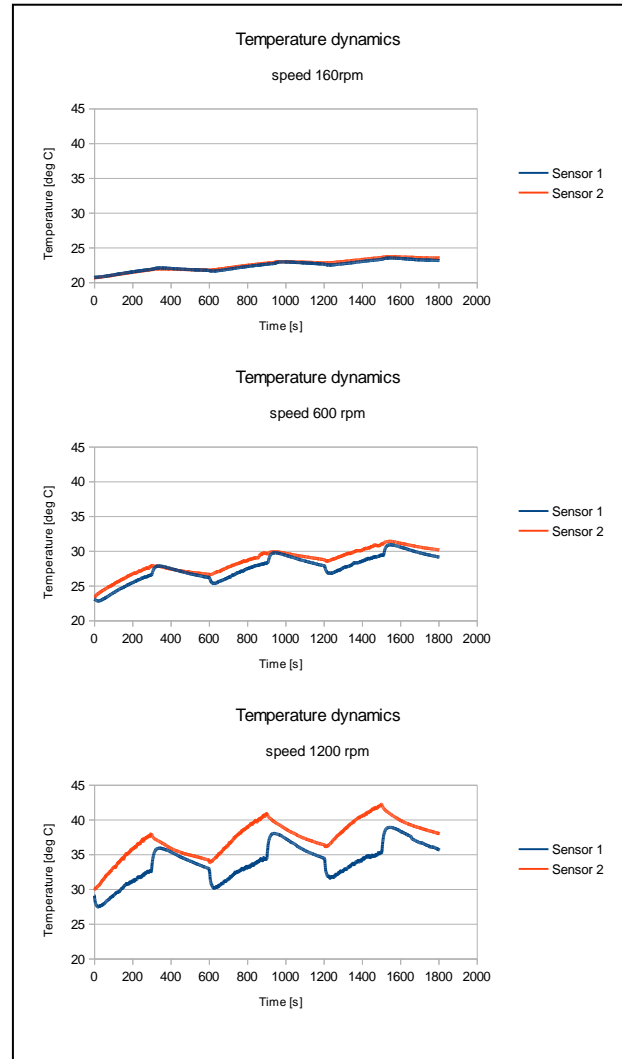 Temperature dynamics
speed 160rpm
45
40
35
30
25
20
0 200 400 600 800 1000 1200 1400 1600 1800 2000
Temperature [deg C]
Time [s]
Sensor 1
Sensor 2
Temperature dynamics
speed 600 rpm
45
40
35
30
25
20
0 200 400 600 800 1000 1200 1400 1600 1800 2000
Temperature [deg C]
Time [s]
Sensor 1
Sensor 2
Temperature dynamics
speed 1200 rpm
45
40
35
30
25
20
0 200 400 600 800 1000 1200 1400 1600 1800 2000
Temperature [deg C]
Time [s]
Sensor 1
Sensor 2